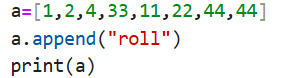 a=[1,2,4,33,11,22,44,44]
a.append("roll")
print(a)